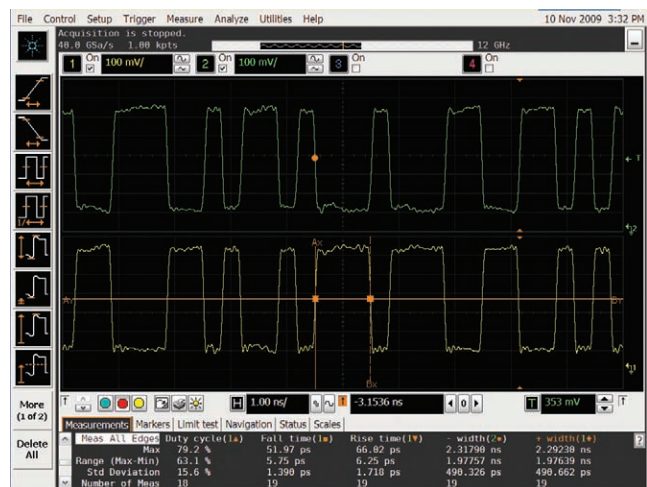 File Control Setup Trigger Measure Analyze Utilities Help 10 Nov 2009 3:32 PM
Acquisition is stopped.
40.0 GSa/s 1.00 kpts 12 GHz
1 On 100 mV/ 2 On 100 mV/ 3 On 4 On
T
2
Ax
Ay By
1
Bx
More
(1 of 2)
Delete
All
H 1.00 ns/ -3.1536 ns 0 T 353 mV
Measurements Markers Limit test Navigation Status Scales
Meas All Edges Duty cycle(1▲) Fall time(1■) Rise time(1▼) - width(2●) + width(1♦)
Max 79.2 % 51.97 ps 66.02 ps 2.31790 ns 2.29230 ns
Range (Max-Min) 63.1 % 5.75 ps 6.25 ps 1.97757 ns 1.97639 ns
Std Deviation 15.6 % 1.390 ps 1.718 ps 490.326 ps 490.662 ps
Number of Meas 18 19 19 19 19